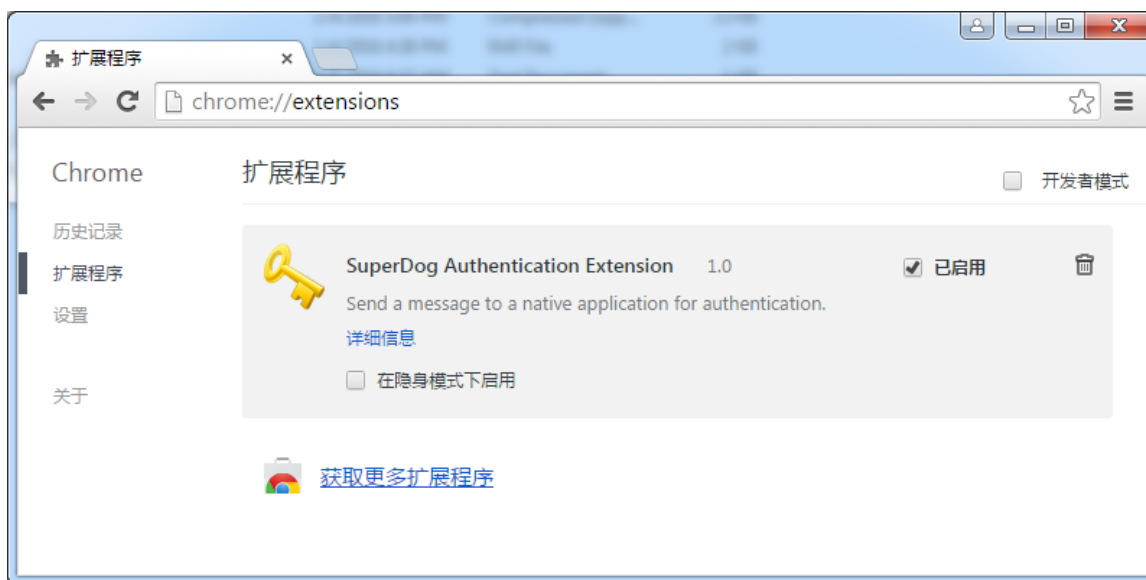 扩展程序
chrome://extensions
Chrome
扩展程序
开发者模式
历史记录
扩展程序
设置
关于
SuperDog Authentication Extension 1.0
已启用
Send a message to a native application for authentication.
详细信息
在隐身模式下启用
获取更多扩展程序